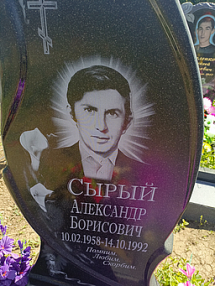 СЫРЫЙ
АЛЕКСАНДР
БОРИСОВИЧ
10.02.1958-14.10.1992
Помним.
Любим.
Скорбим.